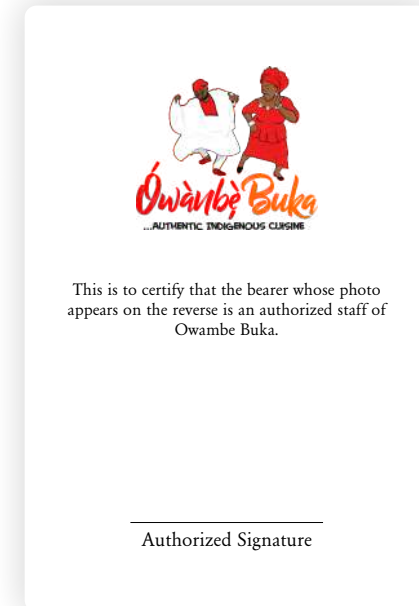 Ówànbẹ̀ Buka
...AUTHENTIC INDIGENOUS CUISINE
This is to certify that the bearer whose photo
appears on the reverse is an authorized staff of
Owambe Buka.
Authorized Signature